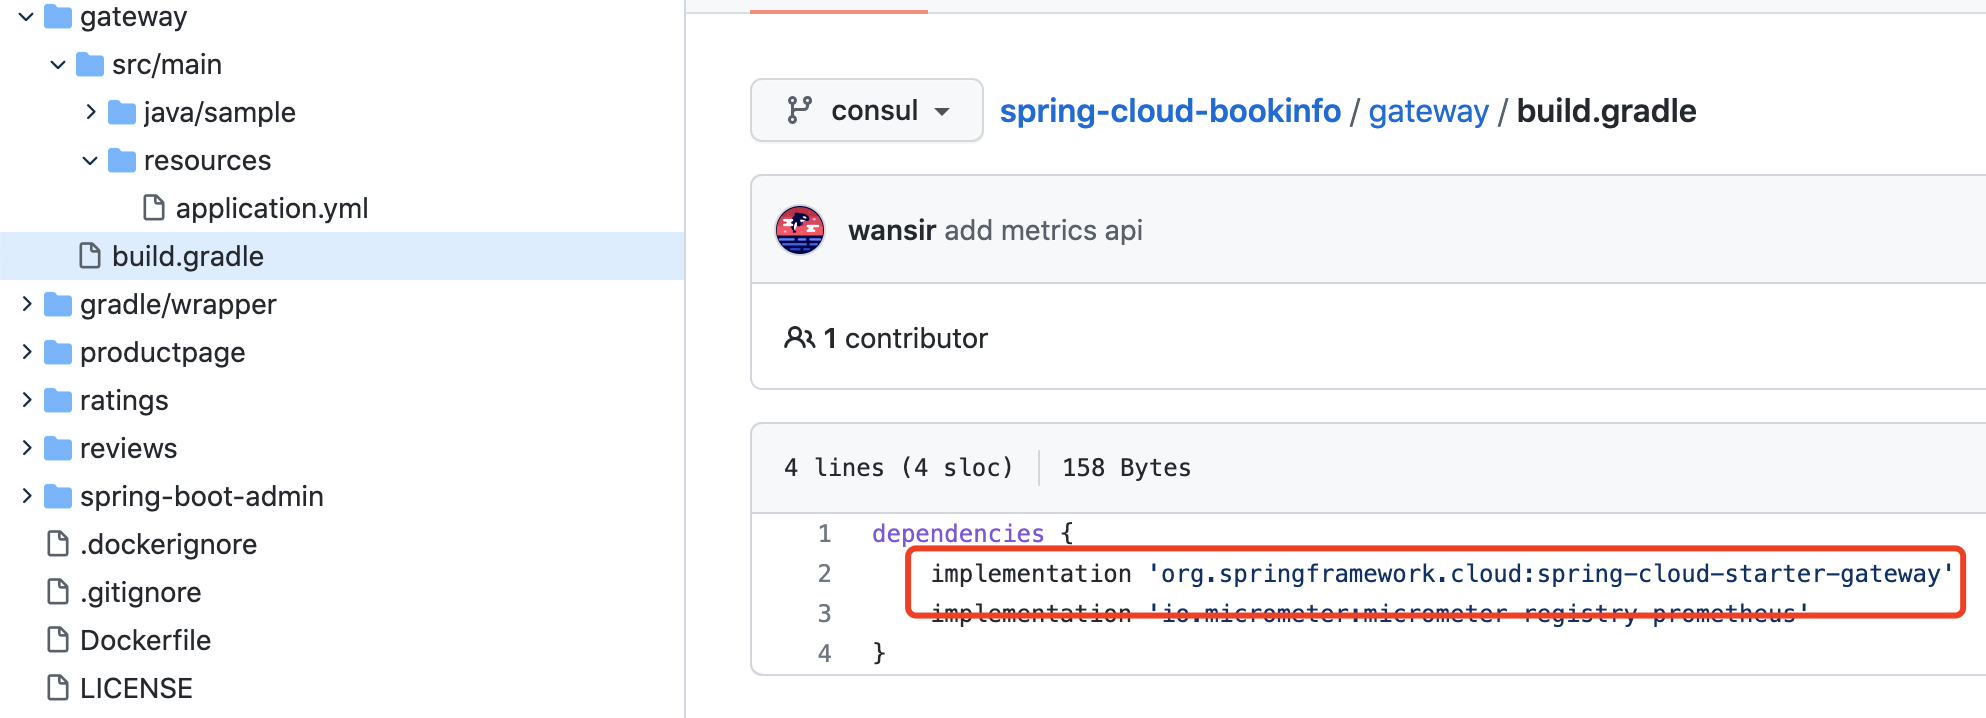 gateway
src/main
java/sample
resources
application.yml
build.gradle
gradle/wrapper
productpage
ratings
reviews
spring-boot-admin
.dockerignore
.gitignore
Dockerfile
LICENSE
consul
spring-cloud-bookinfo / gateway / build.gradle
wansir add metrics api
1 contributor
4 lines (4 sloc) 158 Bytes
1 dependencies {
2 implementation 'org.springframework.cloud:spring-cloud-starter-gateway'
3 implementation 'io.micrometer:micrometer-registry-prometheus'
4 }